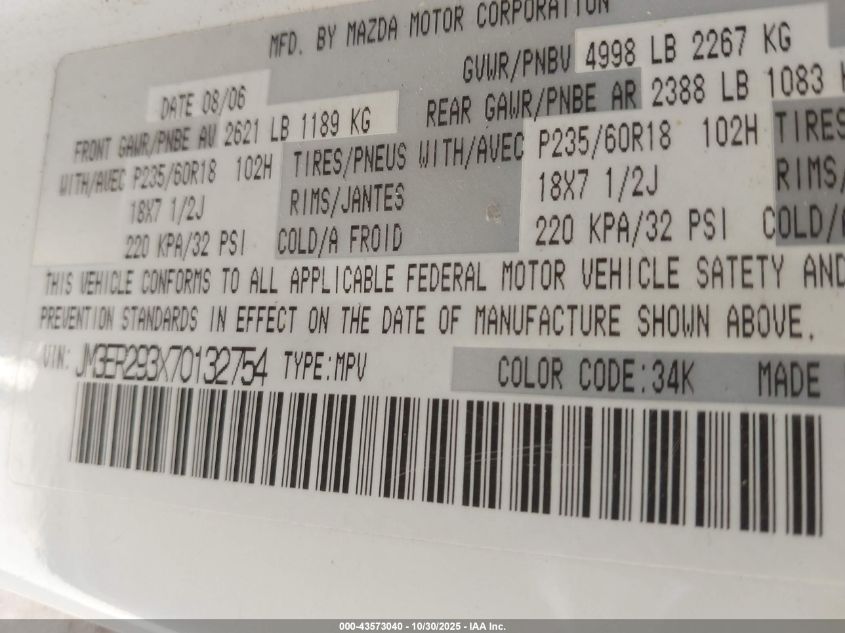 MFD. BY MAZDA MOTOR CORPORATION
DATE 08/06 GVWR/PNBV 4998 LB 2267 KG
FRONT GAWR/PNBE AV 2621 LB 1189 KG REAR GAWR/PNBE AR 2388 LB 1083
WITH/AVEC P235/60R18 102H TIRES/PNEUS WITH/AVEC P235/60R18 102H TIRES
18X7 1/2J RIMS/JANTES 18X7 1/2J RIMS/
220 KPA/32 PSI COLD/A FROID 220 KPA/32 PSI COLD/
THIS VEHICLE CONFORMS TO ALL APPLICABLE FEDERAL MOTOR VEHICLE SATETY AND
PREVENTION STANDARDS IN EFFECT ON THE DATE OF MANUFACTURE SHOWN ABOVE.
VIN: JM3ER293X70132754 TYPE:MPV COLOR CODE:34K MADE
000-43573040 - 10/30/2025 - IAA Inc.